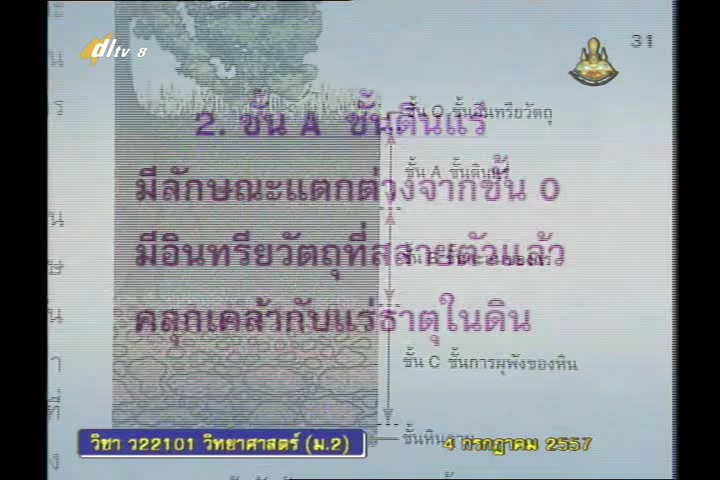 dltv 8
31
ชั้น O ชั้นอินทรียวัตถุ
2. ชั้น A ชั้นดินแร่
ชั้น A ชั้นดินแร่
มีลักษณะแตกต่างจากชั้น O
มีอินทรียวัตถุที่สลายตัวแล้ว
คลุกเคล้ากับแร่ธาตุในดิน
ชั้น C ชั้นการผุพังของหิน
วิชา ว22101 วิทยาศาสตร์ (ม.2)
4 กรกฎาคม 2557